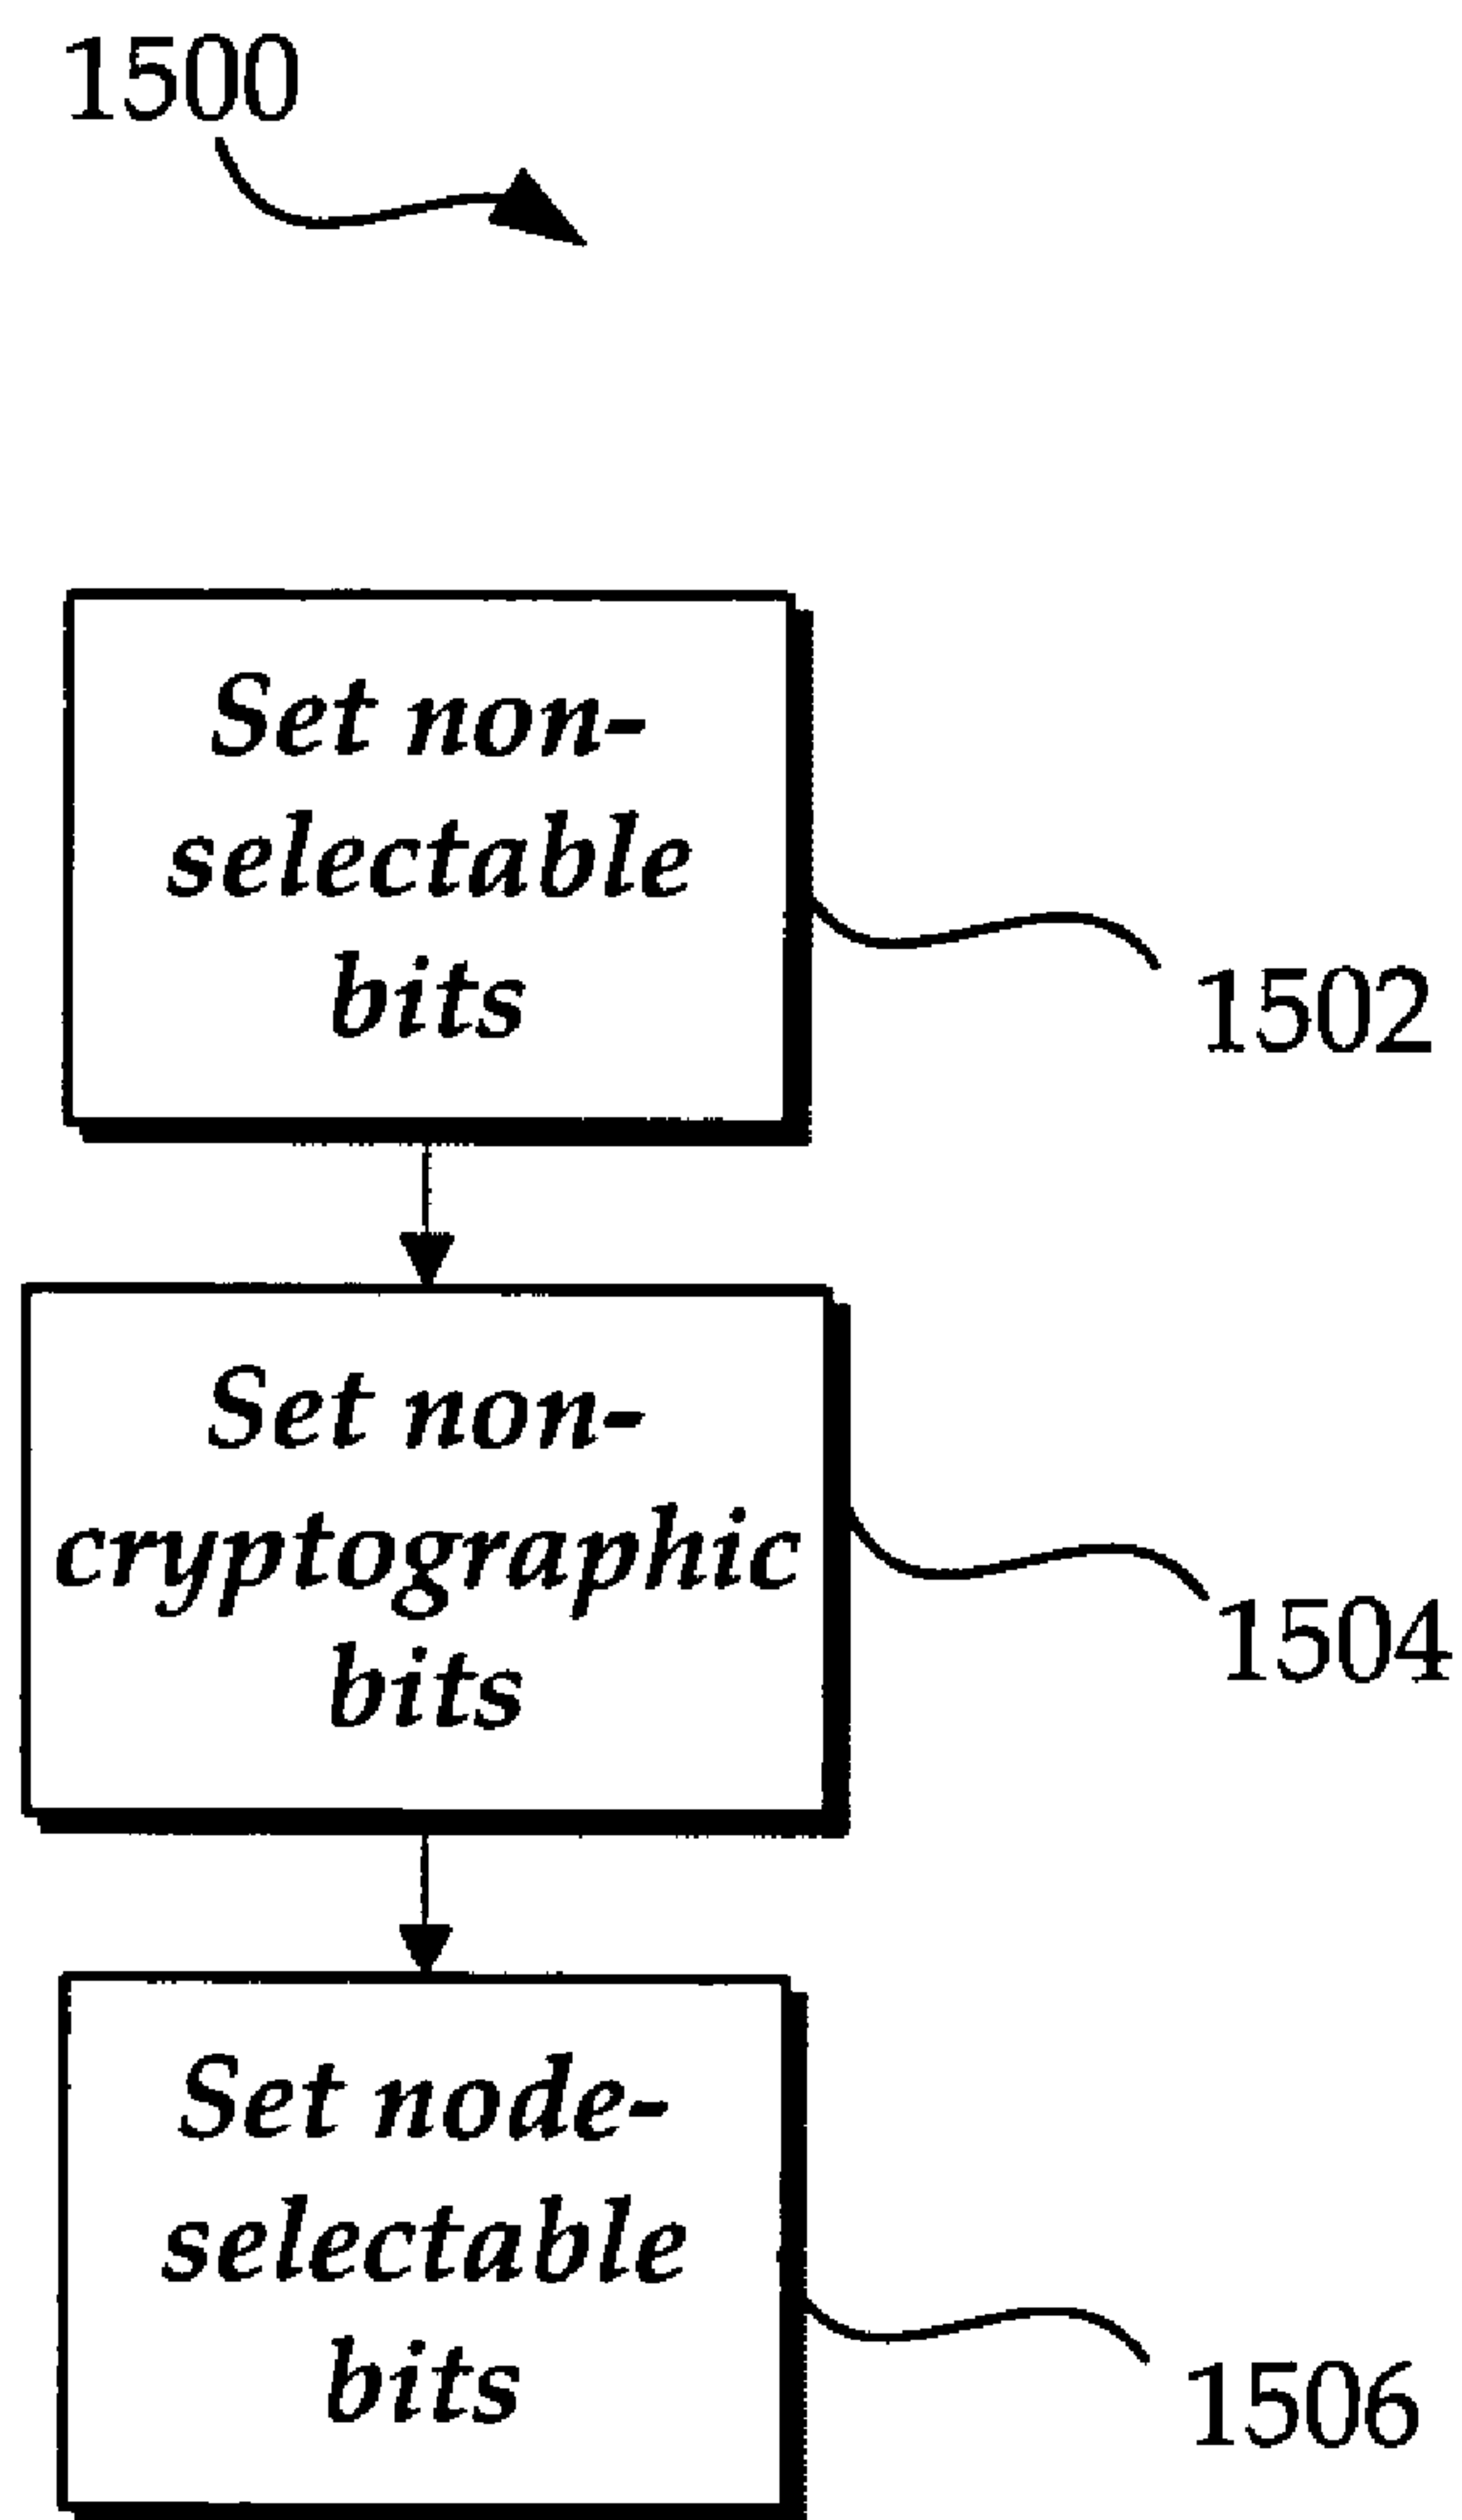 1500
Set non-
selectable
bits
1502
Set non-
cryptographic
bits
1504
Set node-
selectable
bits
1506